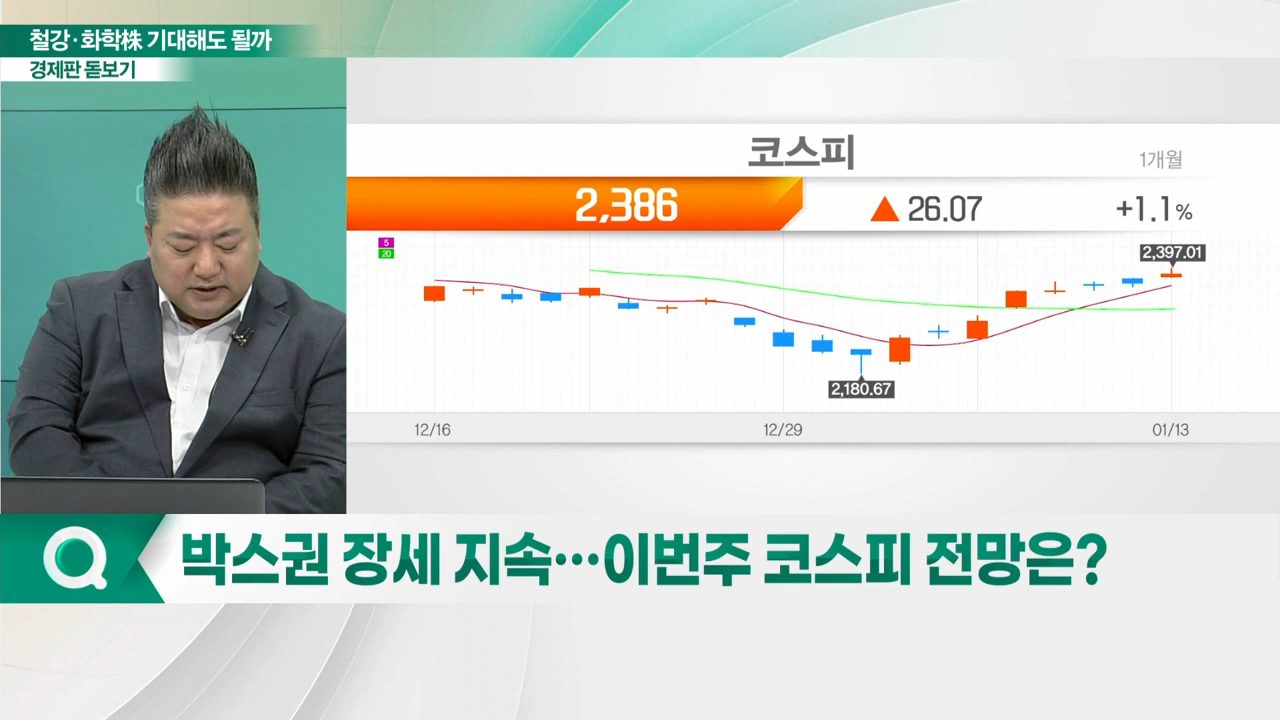 철강·화학株 기대해도 될까
경제판 돋보기
코스피
1개월
2,386 ▲ 26.07 +1.1%
5
20
2,397.01
2,180.67
12/16 12/29 01/13
Q 박스권 장세 지속…이번주 코스피 전망은?